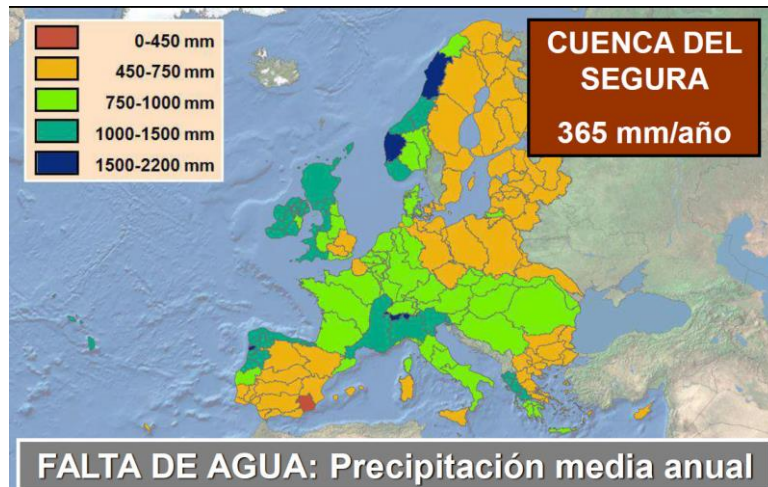 0-450 mm
450-750 mm
750-1000 mm
1000-1500 mm
1500-2200 mm
CUENCA DEL
SEGURA
365 mm/año
FALTA DE AGUA: Precipitación media anual